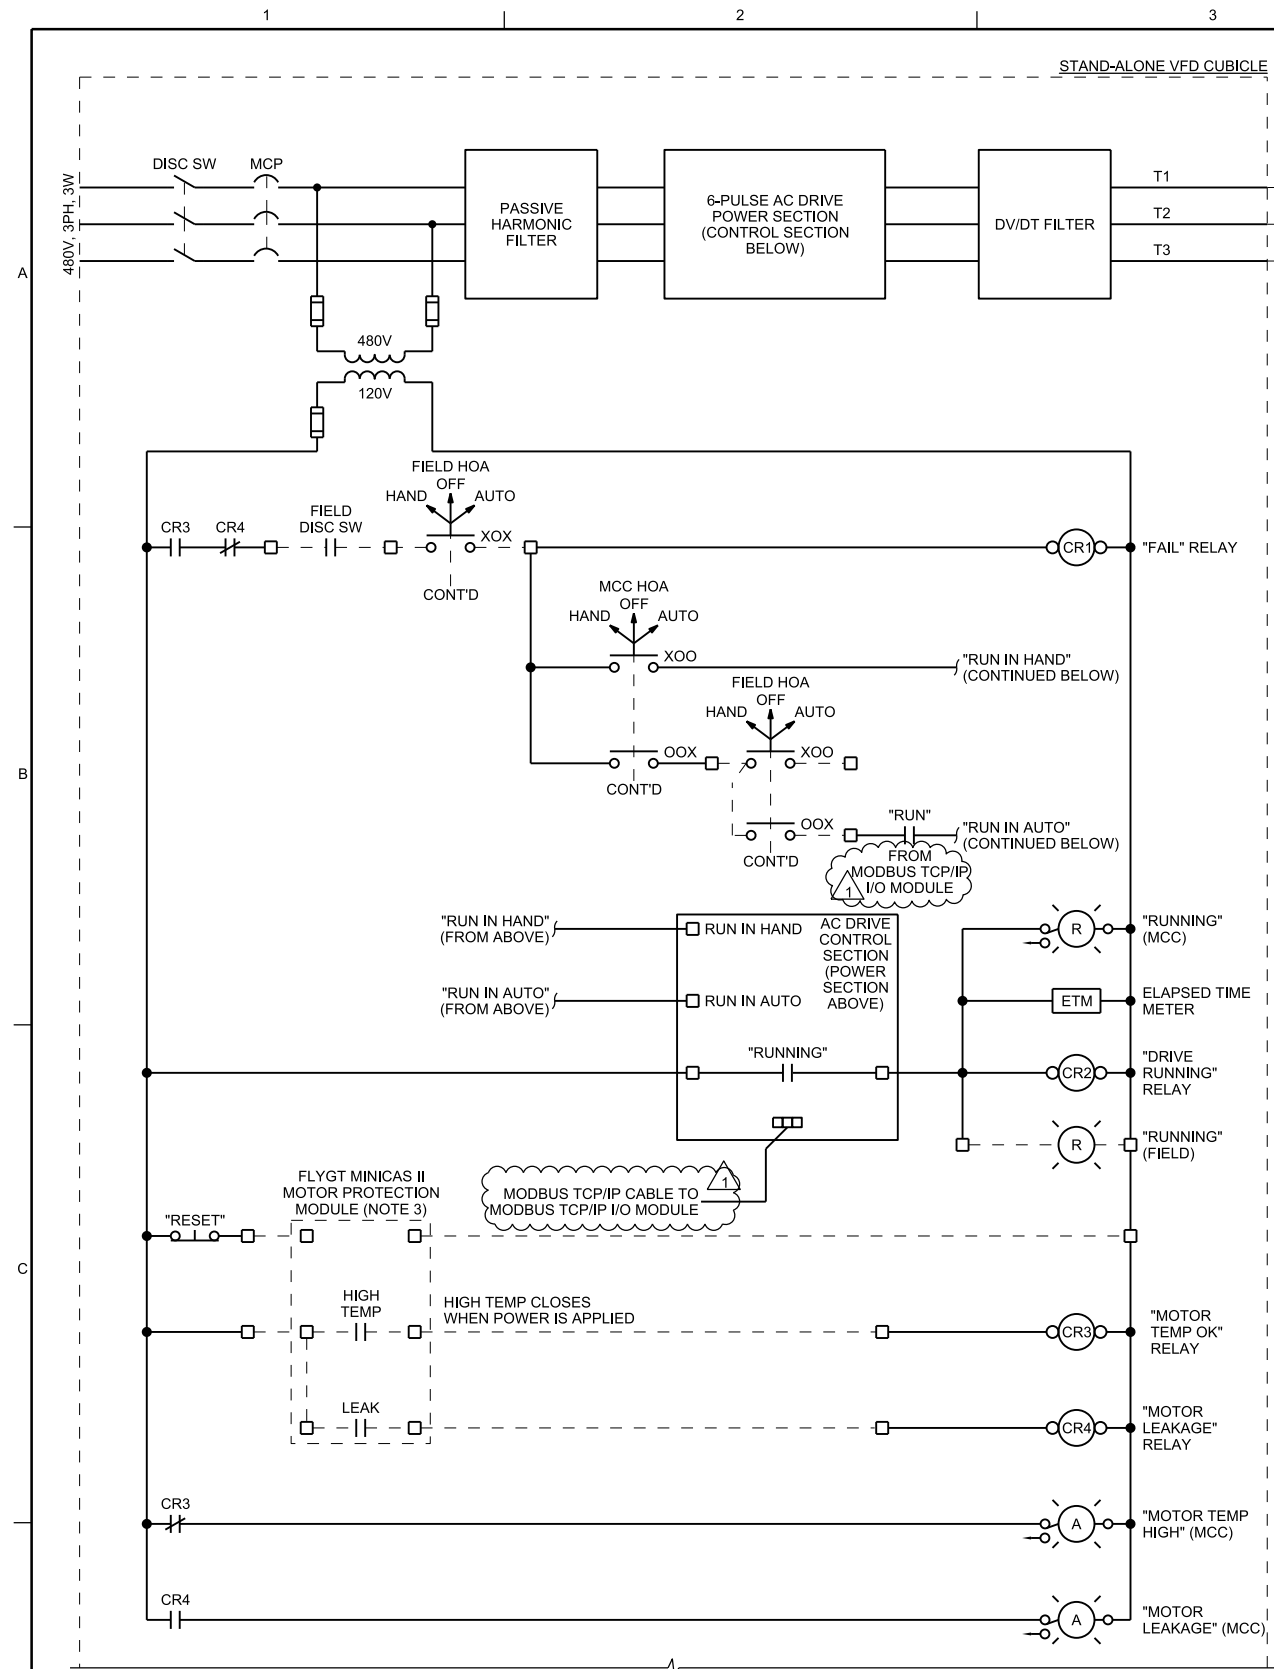 1
2
3
STAND-ALONE VFD CUBICLE
A
B
C
480V, 3PH, 3W
DISC SW
MCP
PASSIVE
HARMONIC
FILTER
6-PULSE AC DRIVE
POWER SECTION
(CONTROL SECTION
BELOW)
DV/DT FILTER
T1
T2
T3
480V
120V
FIELD HOA
OFF
HAND
AUTO
CR3
CR4
FIELD
DISC SW
XOX
CONT'D
CR1
"FAIL" RELAY
MCC HOA
OFF
HAND
AUTO
XOO
"RUN IN HAND"
(CONTINUED BELOW)
FIELD HOA
OFF
HAND
AUTO
OOX
XOO
CONT'D
OOX
CONT'D
"RUN"
"RUN IN AUTO"
(CONTINUED BELOW)
FROM
MODBUS TCP/IP
I/O MODULE
1
"RUN IN HAND"
(FROM ABOVE)
RUN IN HAND
AC DRIVE
CONTROL
SECTION
(POWER
SECTION
ABOVE)
R
"RUNNING"
(MCC)
"RUN IN AUTO"
(FROM ABOVE)
RUN IN AUTO
ETM
ELAPSED TIME
METER
"RUNNING"
CR2
"DRIVE
RUNNING"
RELAY
R
"RUNNING"
(FIELD)
FLYGT MINICAS II
MOTOR PROTECTION
MODULE (NOTE 3)
1
MODBUS TCP/IP CABLE TO
MODBUS TCP/IP I/O MODULE
"RESET"
HIGH
TEMP
HIGH TEMP CLOSES
WHEN POWER IS APPLIED
CR3
"MOTOR
TEMP OK"
RELAY
LEAK
CR4
"MOTOR
LEAKAGE"
RELAY
CR3
A
"MOTOR TEMP
HIGH" (MCC)
CR4
A
"MOTOR
LEAKAGE" (MCC)